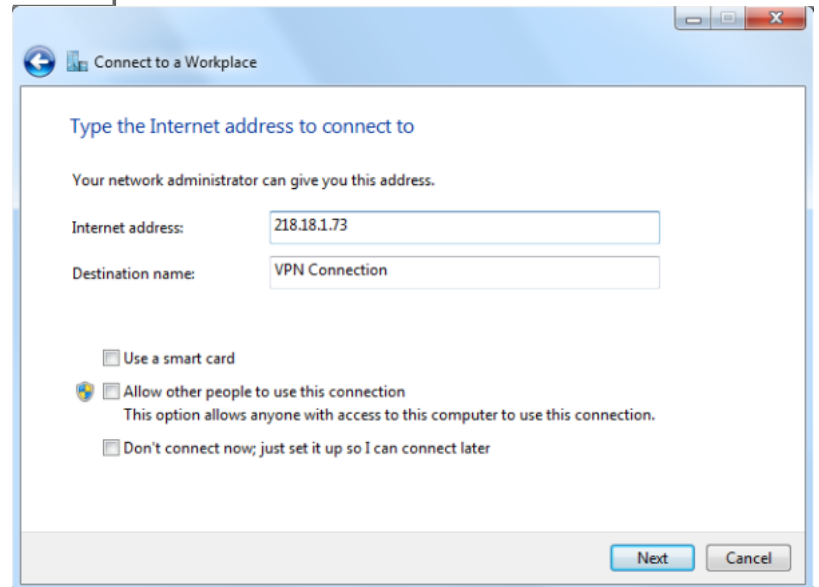 Connect to a Workplace
Type the Internet address to connect to
Your network administrator can give you this address.
Internet address: 218.18.1.73
Destination name: VPN Connection
Use a smart card
Allow other people to use this connection
This option allows anyone with access to this computer to use this connection.
Don't connect now; just set it up so I can connect later
Next Cancel